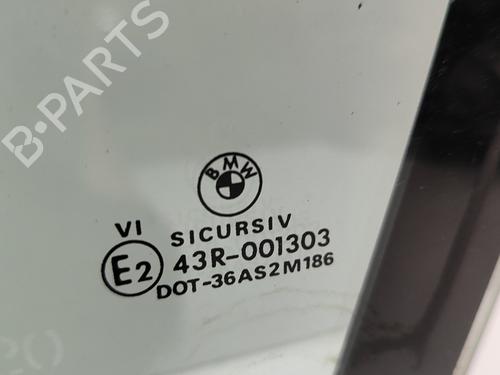 B-PARTS
BMW
VI SICURSIV
E2 43R-001303
DOT-36AS2M186